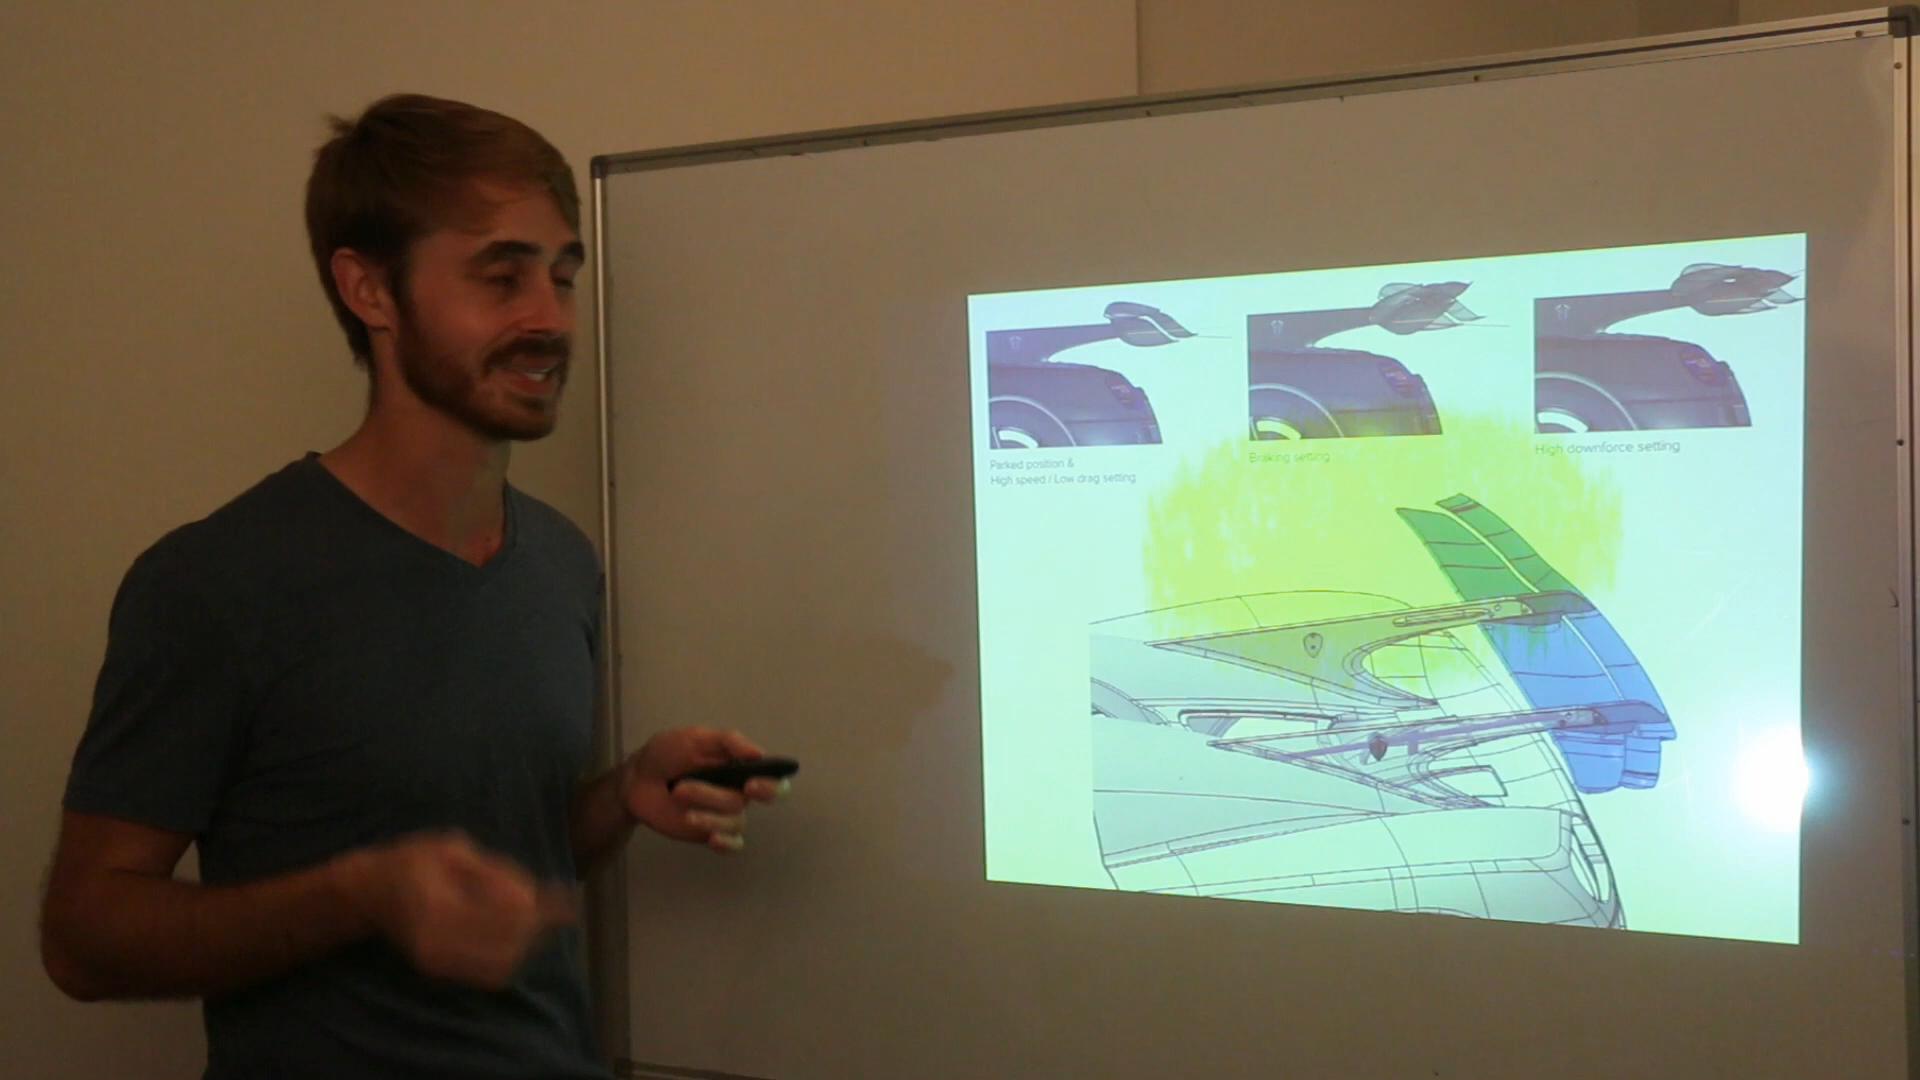 Parked position &
High speed / Low drag setting
Braking setting
High downforce setting